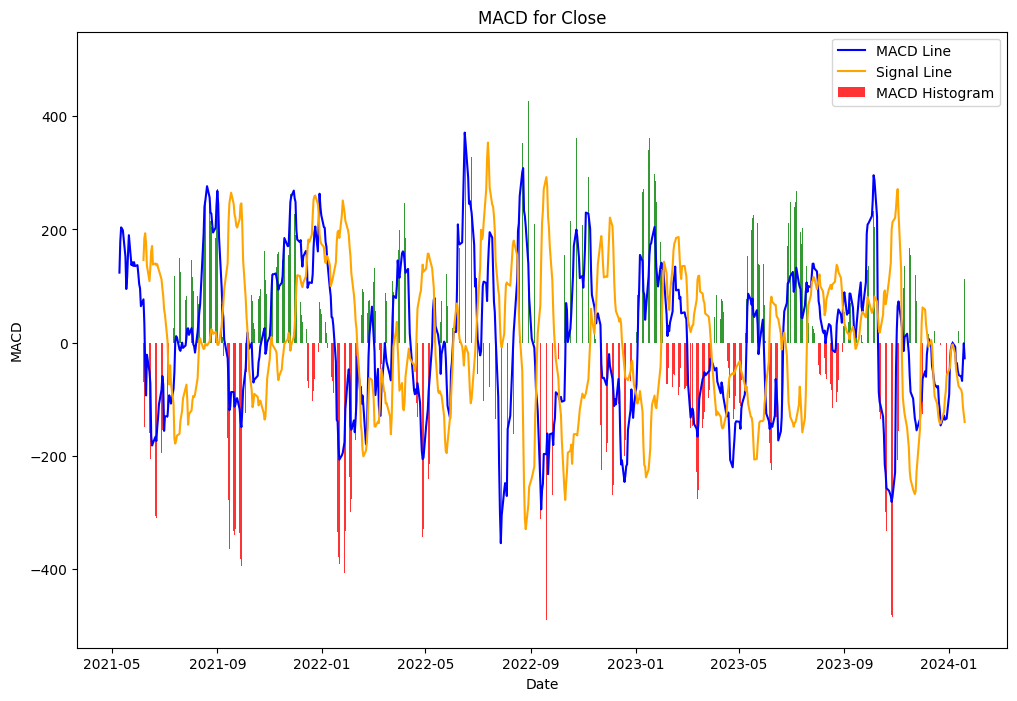 MACD for Close
MACD Line
Signal Line
MACD Histogram
MACD
400
200
0
−200
−400
2021-05
2021-09
2022-01
2022-05
2022-09
2023-01
2023-05
2023-09
2024-01
Date